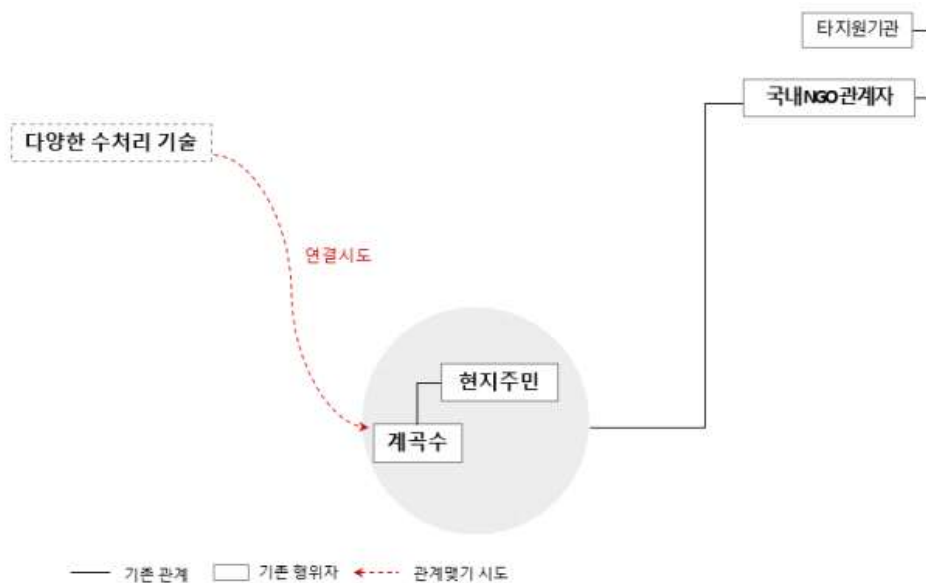 타지원기관
국내NGO관계자
다양한 수처리 기술
연결시도
현지주민
계곡수
기존 관계
기존 행위자
관계맺기 시도